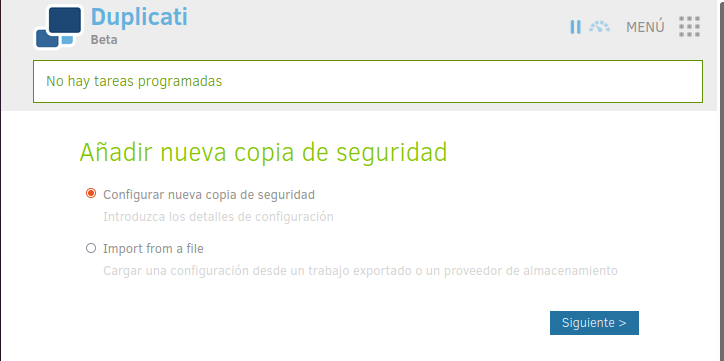 Duplicati
Beta
MENÚ
No hay tareas programadas
Añadir nueva copia de seguridad
Configurar nueva copia de seguridad
Introduzca los detalles de configuración
Import from a file
Cargar una configuración desde un trabajo exportado o un proveedor de almacenamiento
Siguiente >